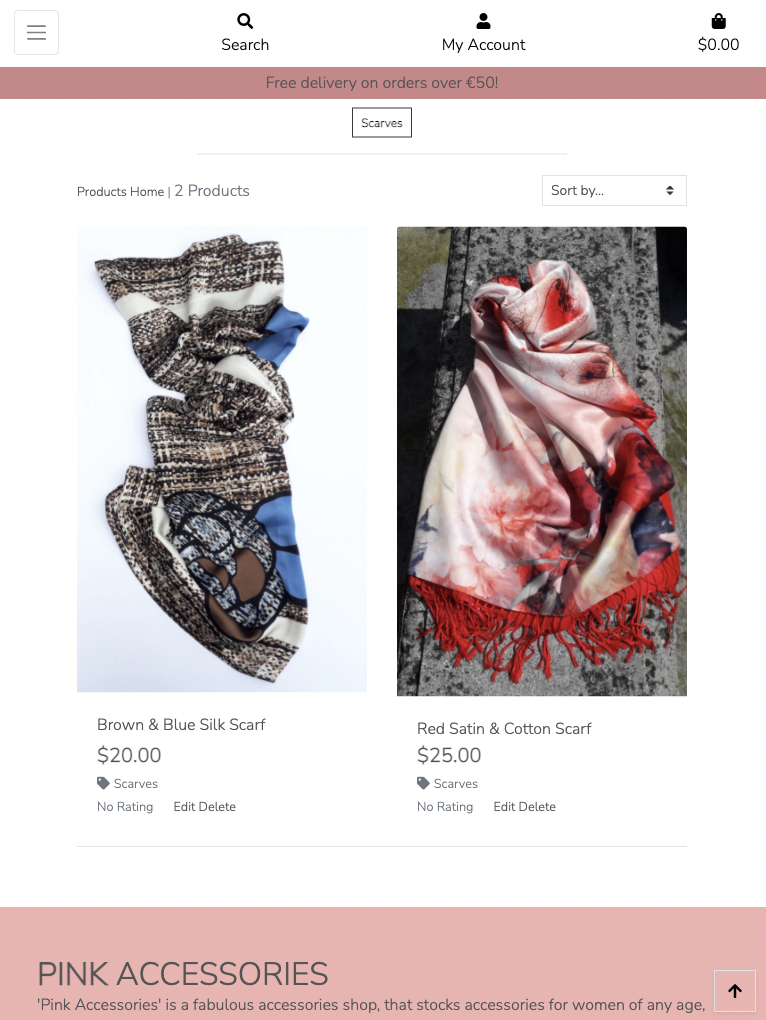 Search
My Account
$0.00
Free delivery on orders over €50!
Scarves
Products Home | 2 Products
Sort by...
Brown & Blue Silk Scarf
$20.00
Scarves
No Rating Edit Delete
Red Satin & Cotton Scarf
$25.00
Scarves
No Rating Edit Delete
PINK ACCESSORIES
'Pink Accessories' is a fabulous accessories shop, that stocks accessories for women of any age,